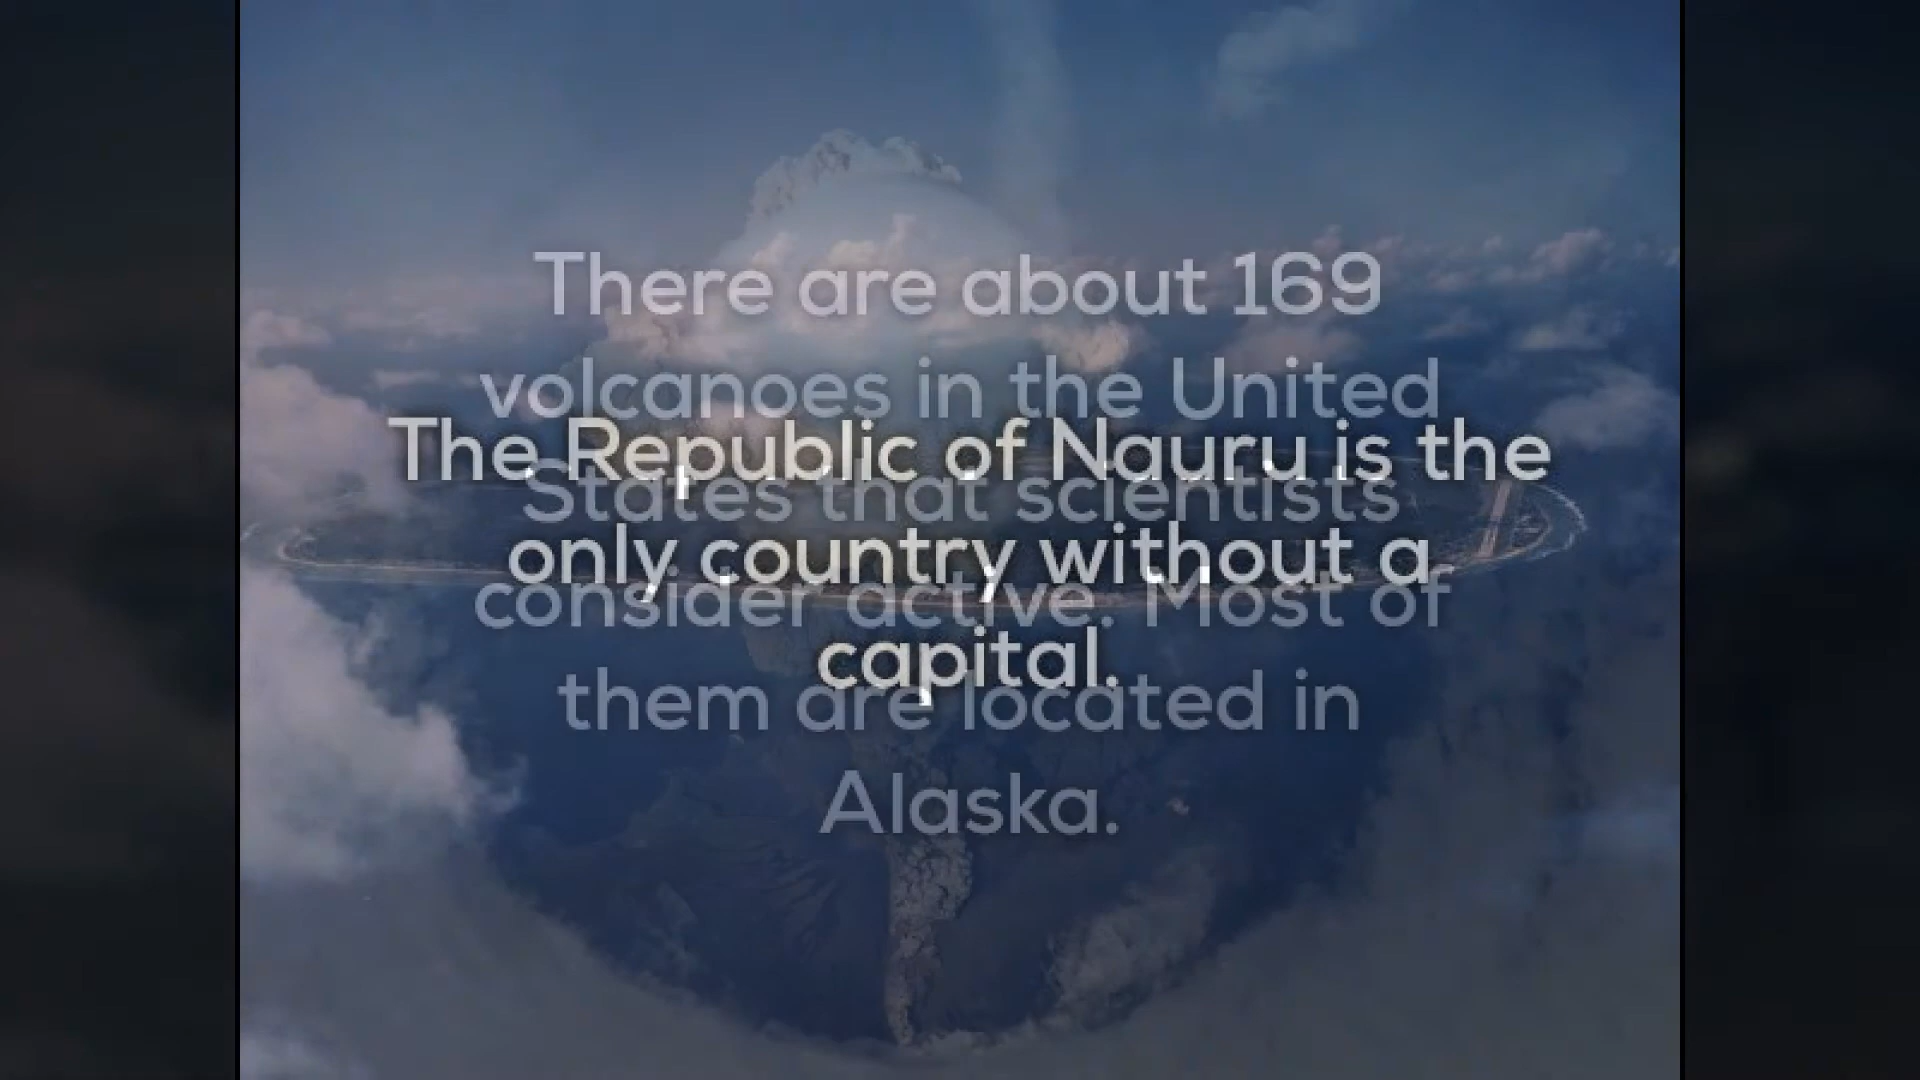 There are about 169
volcanoes in the United
States that scientists
consider active. Most of
them are located in
Alaska.
The Republic of Nauru is the
only country without a
capital.